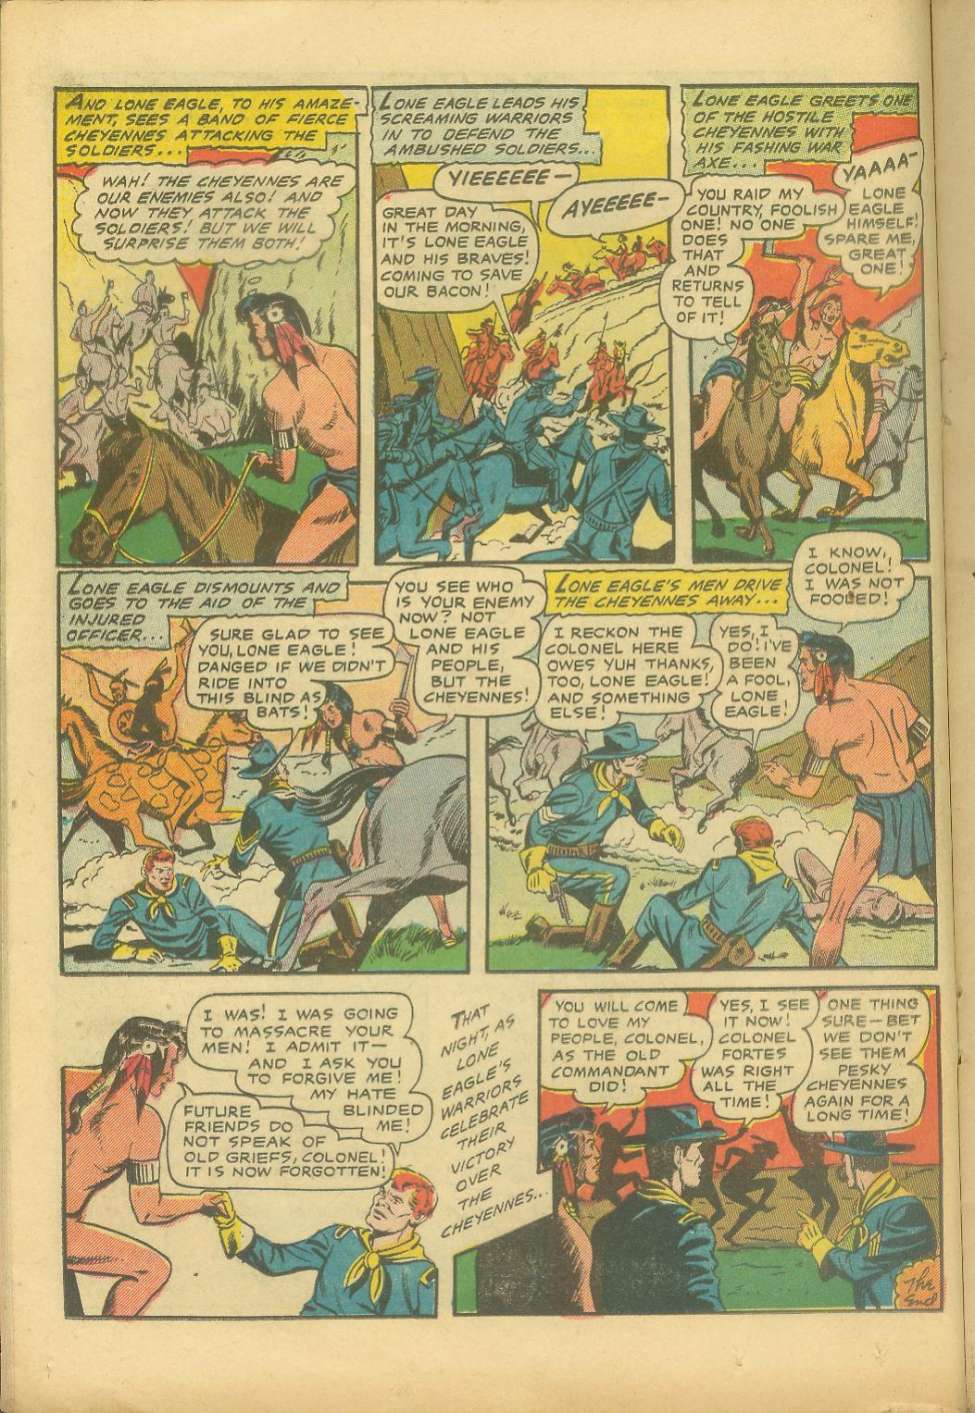 AND LONE EAGLE, TO HIS AMAZE-
MENT, SEES A BAND OF FIERCE
CHEYENNES ATTACKING THE
SOLDIERS...
WAH! THE CHEYENNES ARE
OUR ENEMIES ALSO! AND
NOW THEY ATTACK THE
SOLDIERS! BUT WE WILL
SURPRISE THEM BOTH!
LONE EAGLE LEADS HIS
SCREAMING WARRIORS
IN TO DEFEND THE
AMBUSHED SOLDIERS...
YIEEEEEE—
AYEEEEE—
GREAT DAY
IN THE MORNING,
IT'S LONE EAGLE
AND HIS BRAVES!
COMING TO SAVE
OUR BACON!
LONE EAGLE GREETS ONE
OF THE HOSTILE
CHEYENNES WITH
HIS FASHING WAR
AXE...
YOU RAID MY
COUNTRY, FOOLISH
ONE! NO ONE
DOES
THAT
AND
RETURNS
TO TELL
OF IT!
YAAAA-
LONE
EAGLE
HIMSELF!
SPARE ME,
GREAT
ONE!
LONE EAGLE DISMOUNTS AND
GOES TO THE AID OF THE
INJURED
OFFICER...
SURE GLAD TO SEE
YOU, LONE EAGLE!
DANGED IF WE DIDN'T
RIDE INTO
THIS BLIND AS
BATS!
YOU SEE WHO
IS YOUR ENEMY
NOW? NOT
LONE EAGLE
AND HIS
PEOPLE,
BUT THE
CHEYENNES!
LONE EAGLE'S MEN DRIVE
THE CHEYENNES AWAY...
I RECKON THE
COLONEL HERE
OWES YUH THANKS,
TOO, LONE EAGLE!
AND SOMETHING
ELSE!
YES, I
DO! I'VE
BEEN
A FOOL,
LONE
EAGLE!
I KNOW,
COLONEL!
I WAS NOT
FOOLED!
I WAS! I WAS GOING
TO MASSACRE YOUR
MEN! I ADMIT IT—
AND I ASK YOU
TO FORGIVE ME!
MY HATE
BLINDED
ME!
FUTURE
FRIENDS DO
NOT SPEAK OF
OLD GRIEFS, COLONEL!
IT IS NOW FORGOTTEN!
THAT
NIGHT, AS
LONE
EAGLE'S
WARRIORS
CELEBRATE
THEIR
VICTORY
OVER
THE
CHEYENNES...
YOU WILL COME
TO LOVE MY
PEOPLE, COLONEL,
AS THE OLD
COMMANDANT
DID!
YES, I SEE
IT NOW!
COLONEL
FORTES
WAS RIGHT
ALL THE
TIME!
ONE THING
SURE—BET
WE DON'T
SEE THEM
PESKY
CHEYENNES
AGAIN FOR A
LONG TIME!
The
End